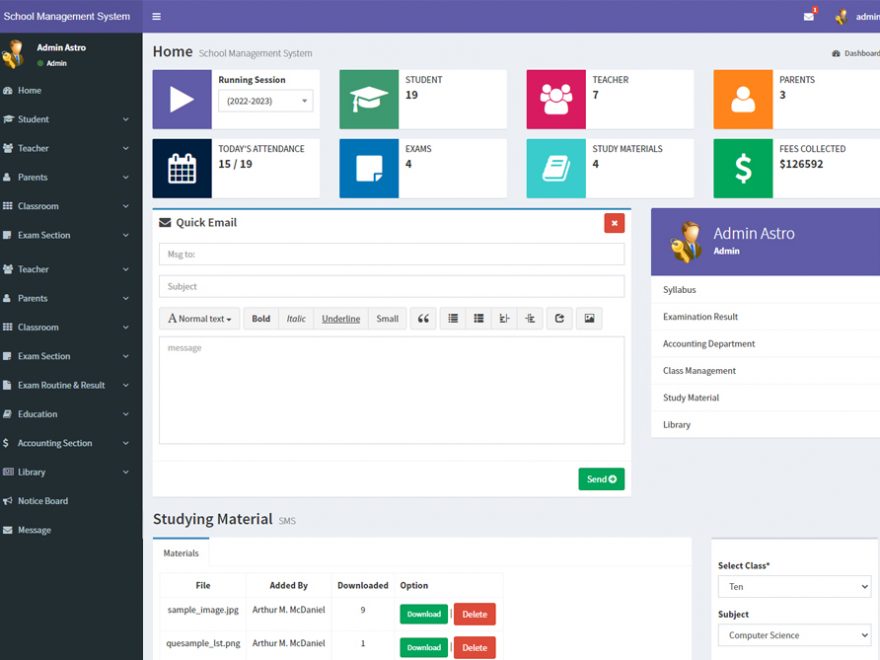 School Management System
1
admin
Admin Astro
Admin
Home
Student
Teacher
Parents
Classroom
Exam Section
Teacher
Parents
Classroom
Exam Section
Exam Routine & Result
Education
Accounting Section
Library
Notice Board
Message
Home School Management System
Dashboard
Running Session
(2022-2023)
STUDENT
19
TEACHER
7
PARENTS
3
TODAY'S ATTENDANCE
15 / 19
EXAMS
4
STUDY MATERIALS
4
FEES COLLECTED
$126592
Quick Email
Msg to:
Subject
A Normal text Bold Italic Underline Small
message
Send
Admin Astro
Admin
Syllabus
Examination Result
Accounting Department
Class Management
Study Material
Library
Studying Material SMS
Materials
File Added By Downloaded Option
sample_image.jpg Arthur M. McDaniel 9 Download | Delete
quesample_lst.png Arthur M. McDaniel 1 Download | Delete
Select Class*
Ten
Subject
Computer Science